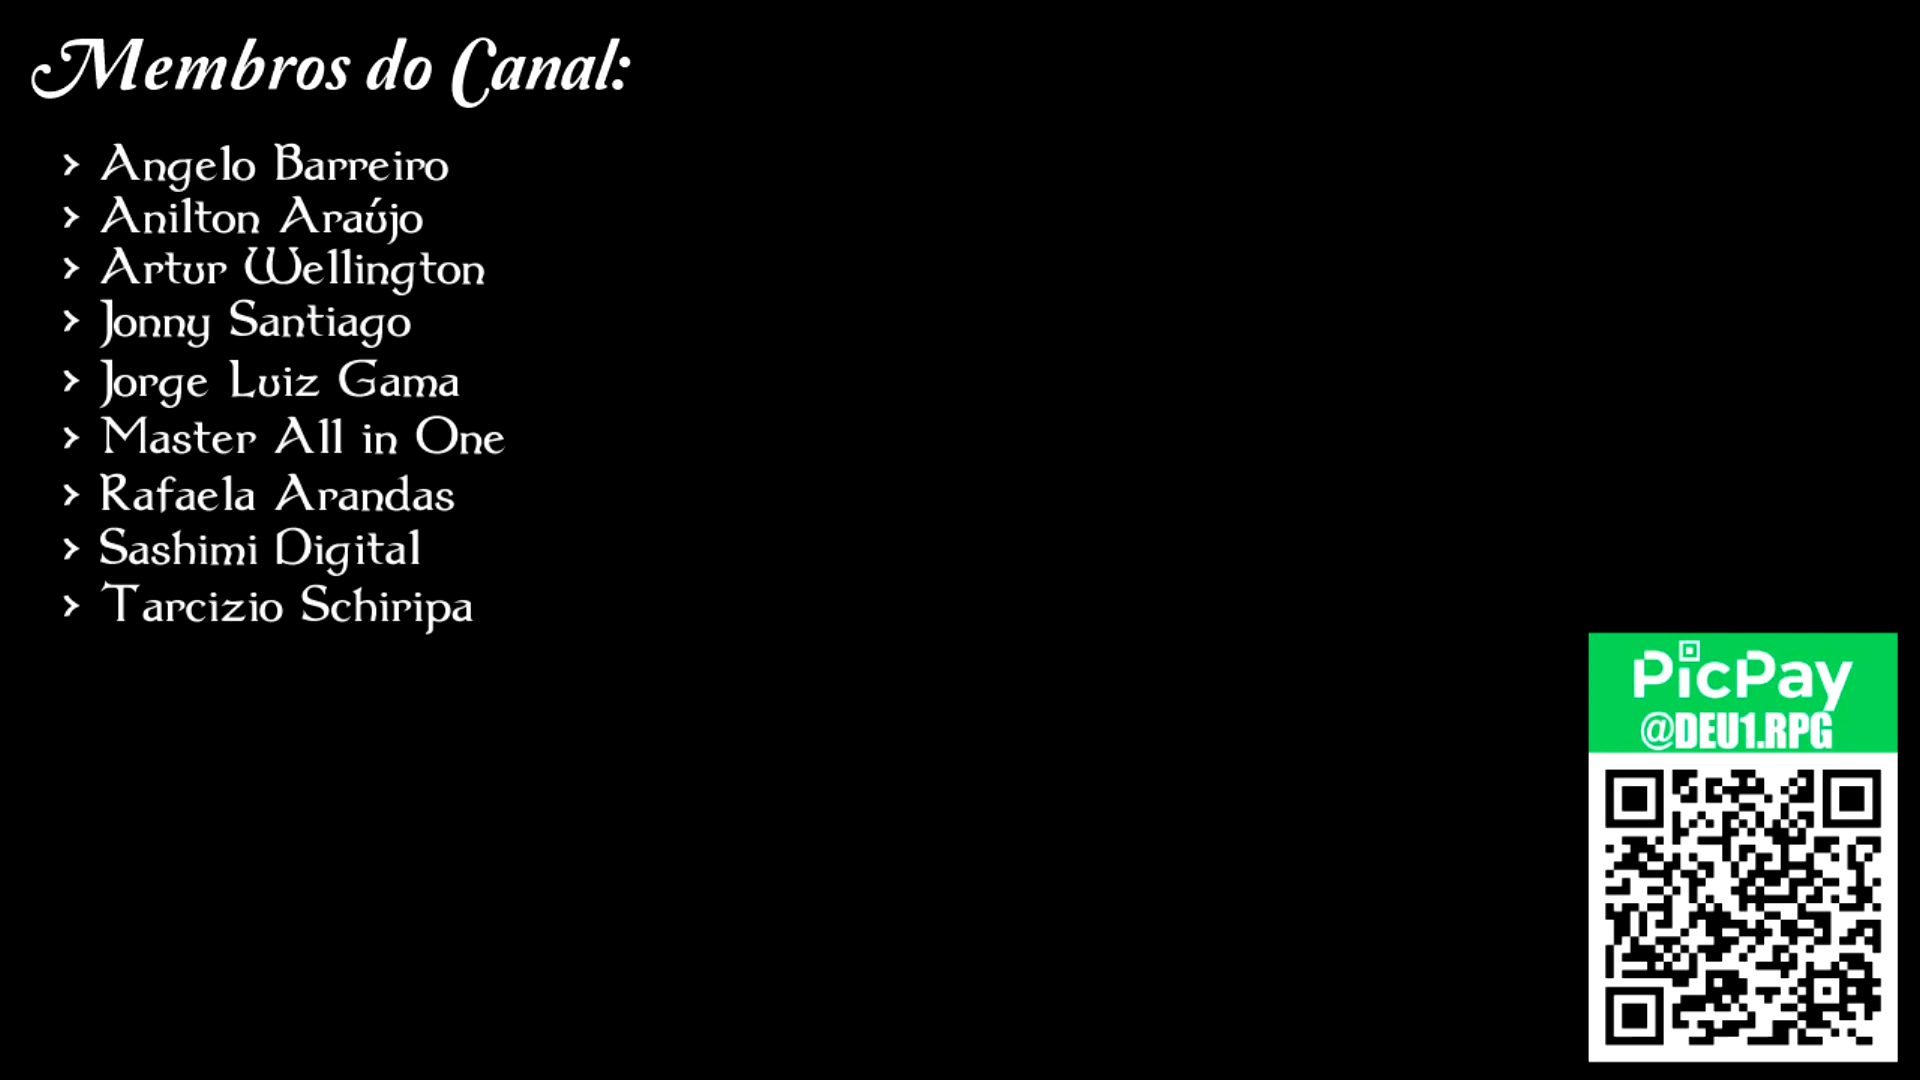 Membros do Canal:
> Angelo Barreiro
> Anilton Araújo
> Artur Wellington
> Jonny Santiago
> Jorge Luiz Gama
> Master All in One
> Rafaela Arandas
> Sashimi Digital
> Tarcizio Schiripa
PicPay
@DEU1.RPG